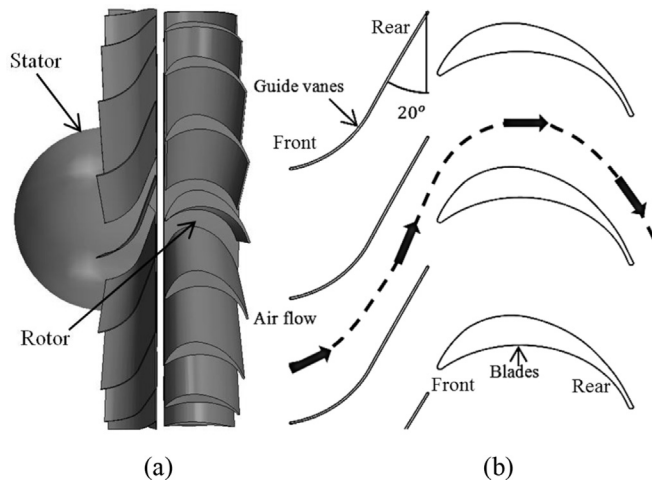 Stator
Rotor
Rear
Guide vanes
20°
Front
Air flow
Front
Blades
Rear
(a)
(b)